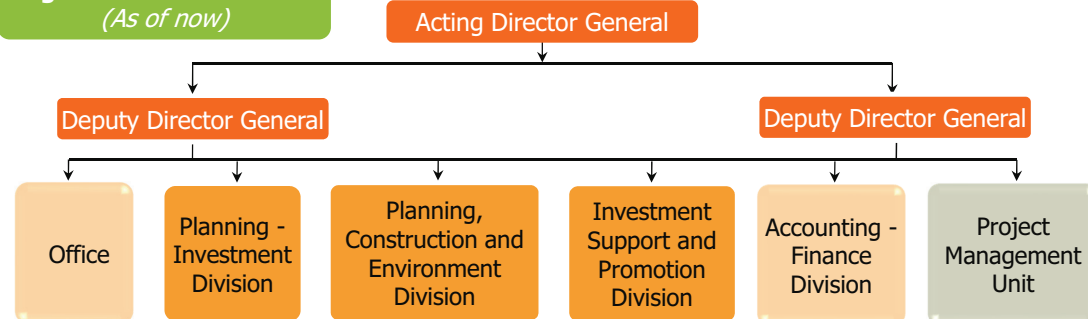 (As of now)
Acting Director General
Deputy Director General
Deputy Director General
Office
Planning -
Investment
Division
Planning,
Construction and
Environment
Division
Investment
Support and
Promotion
Division
Accounting -
Finance
Division
Project
Management
Unit